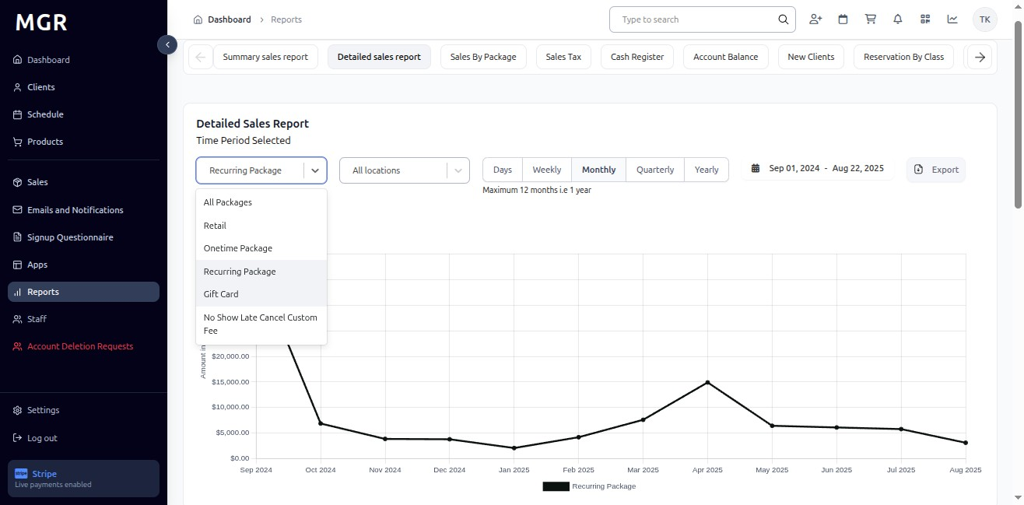 MGR
Dashboard
Clients
Schedule
Products
Sales
Emails and Notifications
Signup Questionnaire
Apps
Reports
Staff
Account Deletion Requests
Settings
Log out
Stripe
Live payments enabled
Dashboard > Reports
Type to search
TK
Summary sales report
Detailed sales report
Sales By Package
Sales Tax
Cash Register
Account Balance
New Clients
Reservation By Class
Detailed Sales Report
Time Period Selected
Recurring Package
All locations
Days Weekly Monthly Quarterly Yearly
Sep 01, 2024 - Aug 22, 2025
Export
Maximum 12 months i.e 1 year
All Packages
Retail
Onetime Package
Recurring Package
Gift Card
No Show Late Cancel Custom
Fee
Amount in
$20,000.00
$15,000.00
$10,000.00
$5,000.00
$0.00
Sep 2024 Oct 2024 Nov 2024 Dec 2024 Jan 2025 Feb 2025 Mar 2025 Apr 2025 May 2025 Jun 2025 Jul 2025 Aug 2025
Recurring Package